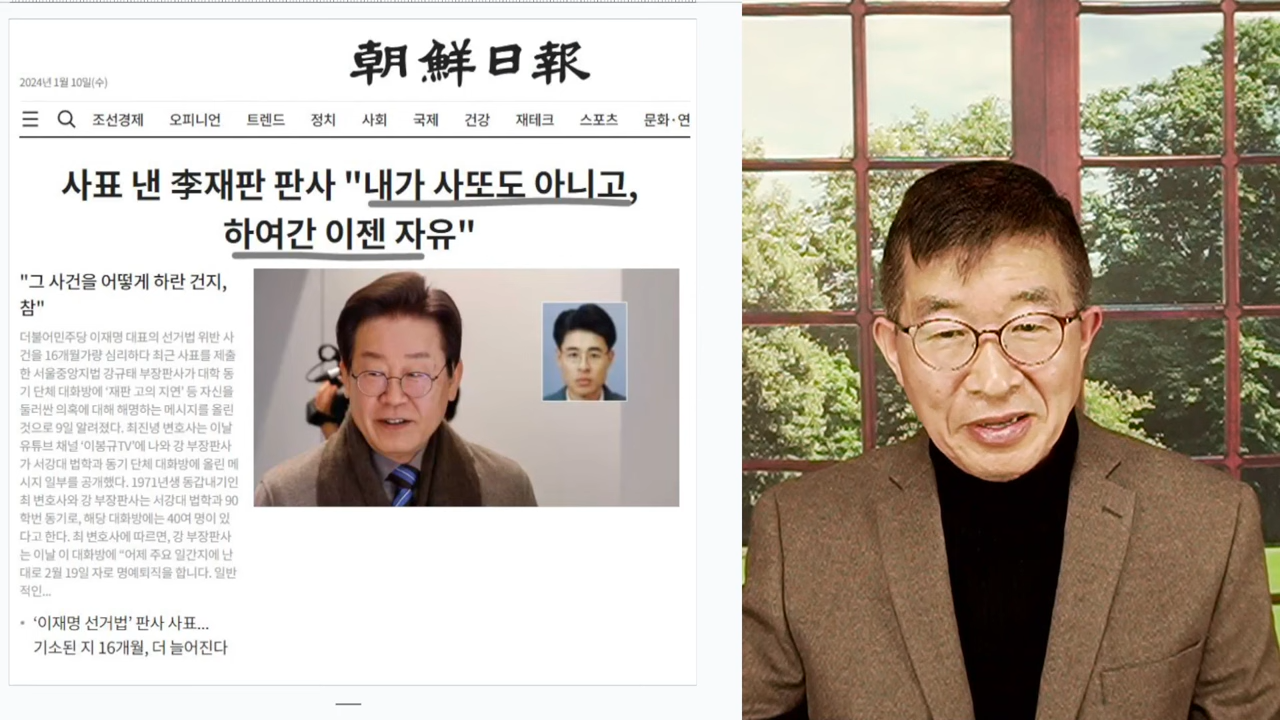 朝鮮日報
2024년 1월 10일(수)
조선경제 오피니언 트렌드 정치 사회 국제 건강 재테크 스포츠 문화·연
사표 낸 李재판 판사 "내가 사또도 아니고,
하여간 이젠 자유"
"그 사건을 어떻게 하란 건지,
참"
더불어민주당 이재명 대표의 선거법 위반 사
건을 16개월가량 심리하다 최근 사표를 제출
한 서울중앙지법 강규태 부장판사가 대학 동
기 단체 대화방에 '재판 고의 지연' 등 자신을
둘러싼 의혹에 대해 해명하는 메시지를 올린
것으로 9일 알려졌다. 최진녕 변호사는 이날
유튜브 채널 '이봉규TV'에 나와 강 부장판사
가 서강대 법학과 동기 단체 대화방에 올린 메
시지 일부를 공개했다. 1971년생 동갑내기인
최 변호사와 강 부장판사는 서강대 법학과 90
학번 동기로, 해당 대화방에는 40여 명이 있
다고 한다. 최 변호사에 따르면, 강 부장판사
는 이날 이 대화방에 “어제 주요 일간지에 난
대로 2월 19일 자로 명예퇴직을 합니다. 일반
적인...
‘이재명 선거법’ 판사 사표...
기소된 지 16개월, 더 늘어진다